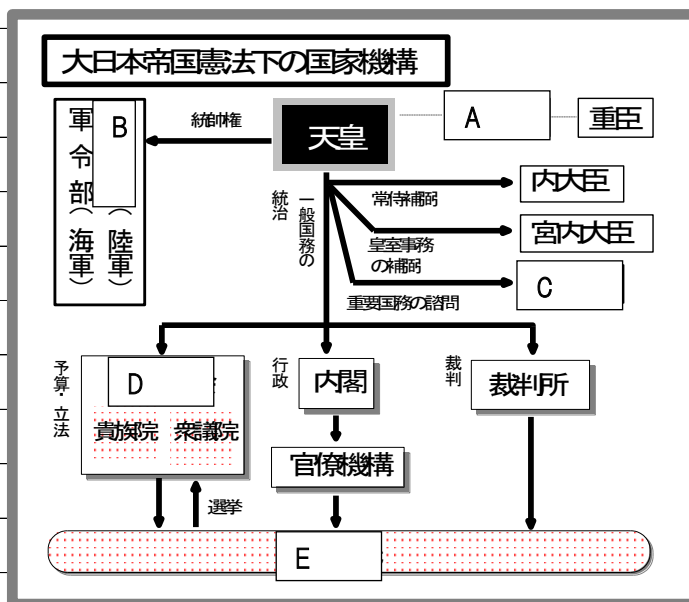 大日本帝国憲法下の国家機構
軍令部(海軍)
B
(陸軍)
統帥権
天皇
A
重臣
一般国務の
統治
常侍補弼
内大臣
皇室事務
の補弼
宮内大臣
重要国務の諮問
C
予算・立法
D
貴族院 衆議院
行政
内閣
裁判
裁判所
官僚機構
選挙
E